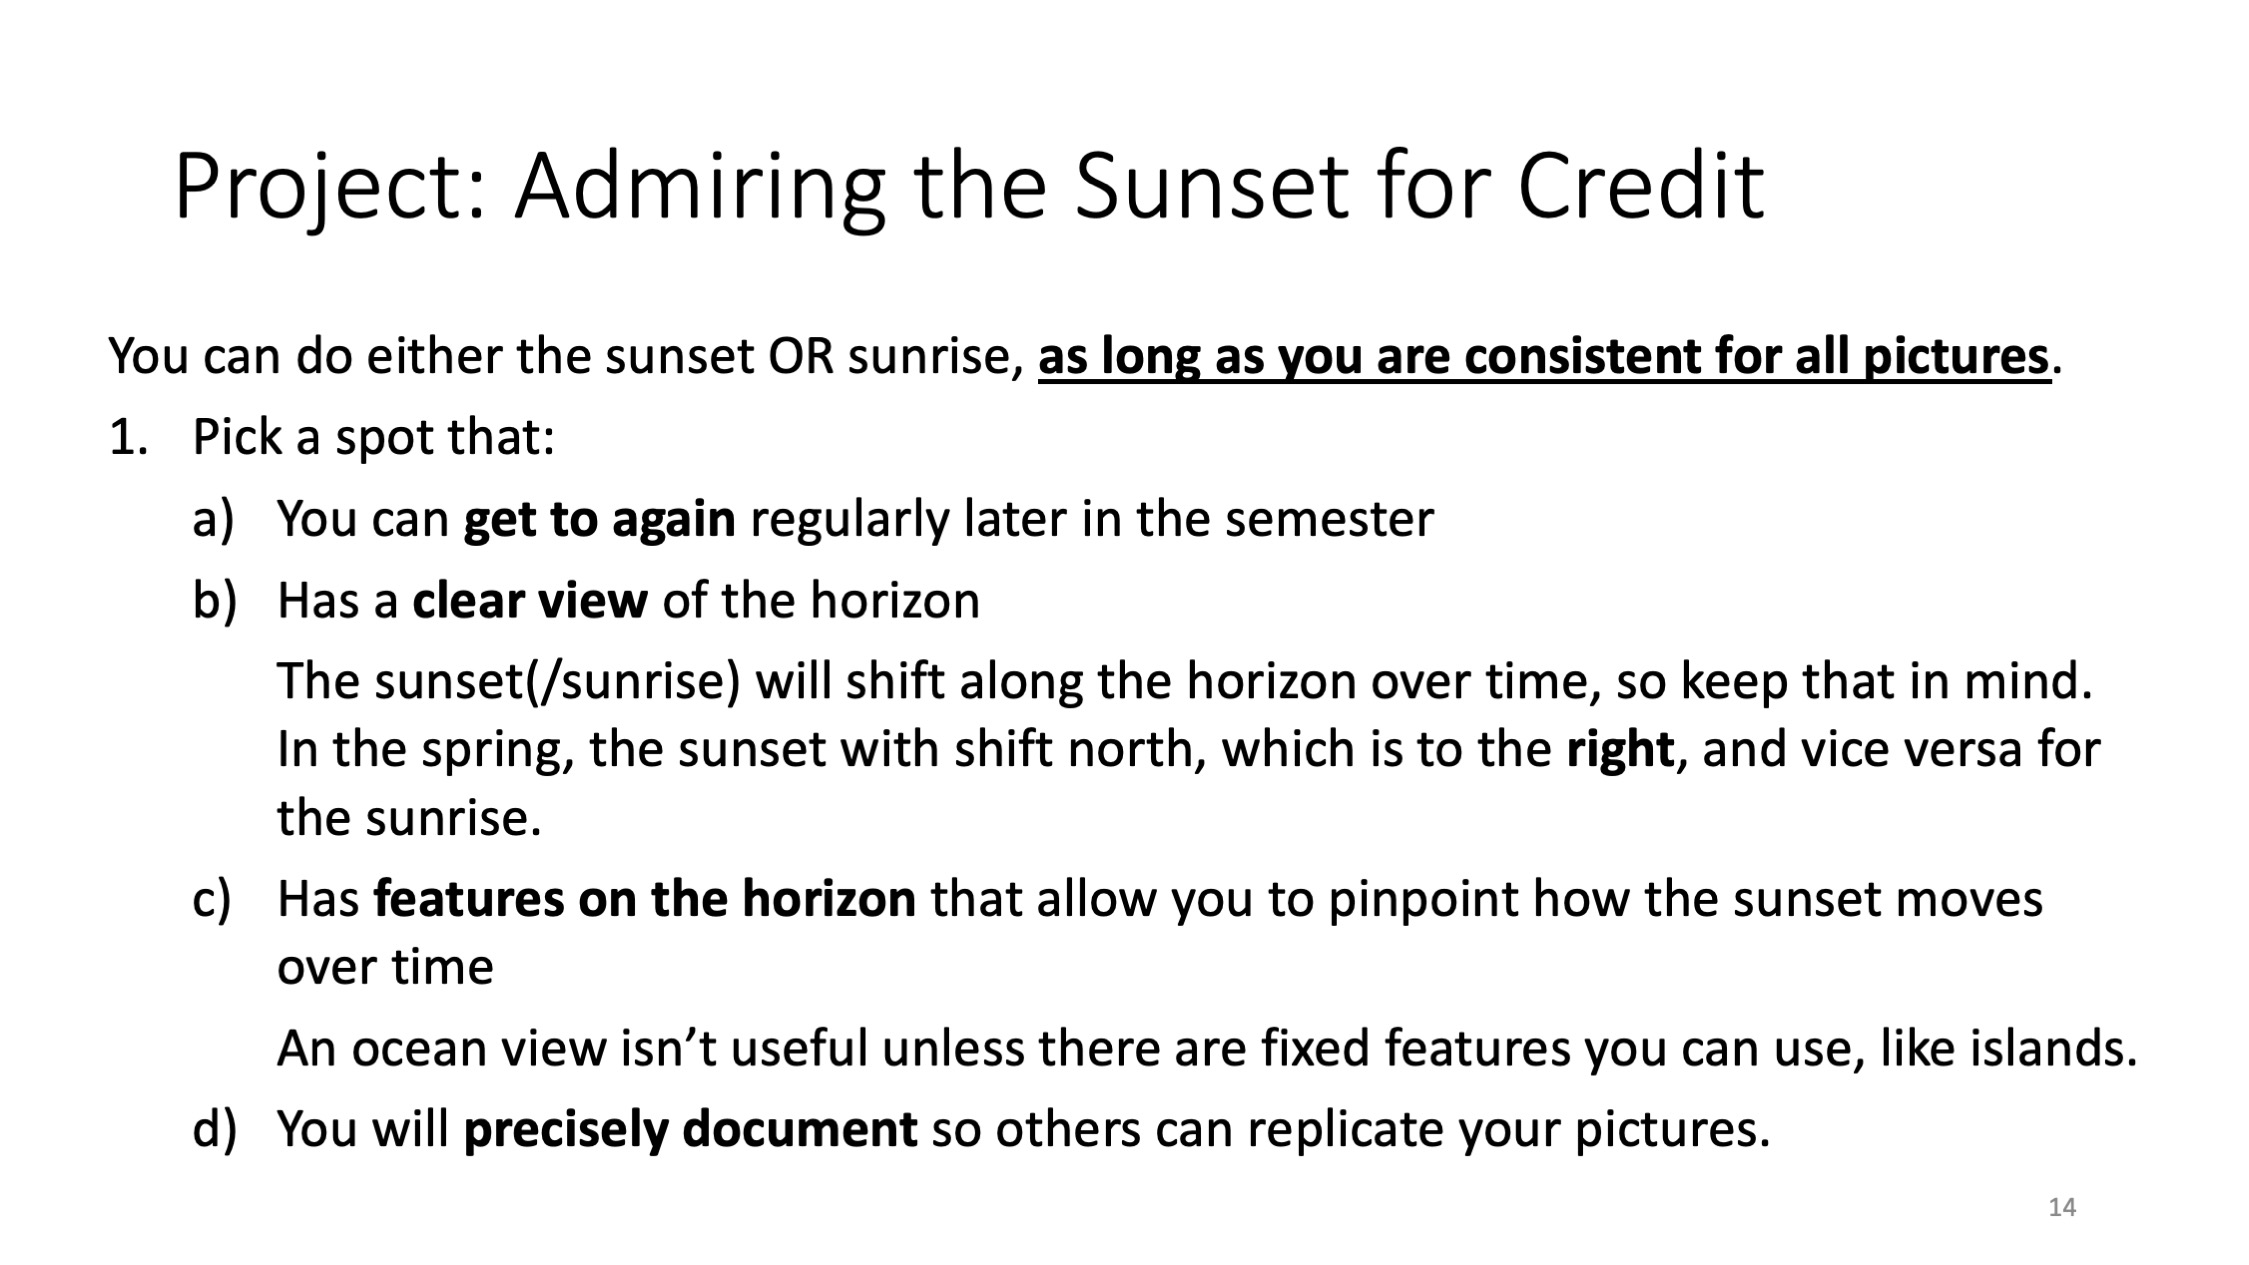 Project: Admiring the Sunset for Credit
You can do either the sunset OR sunrise, as long as you are consistent for all pictures.
1. Pick a spot that:
a) You can get to again regularly later in the semester
b) Has a clear view of the horizon
The sunset(/sunrise) will shift along the horizon over time, so keep that in mind.
In the spring, the sunset with shift north, which is to the right, and vice versa for
the sunrise.
c) Has features on the horizon that allow you to pinpoint how the sunset moves
over time
An ocean view isn’t useful unless there are fixed features you can use, like islands.
d) You will precisely document so others can replicate your pictures.
14